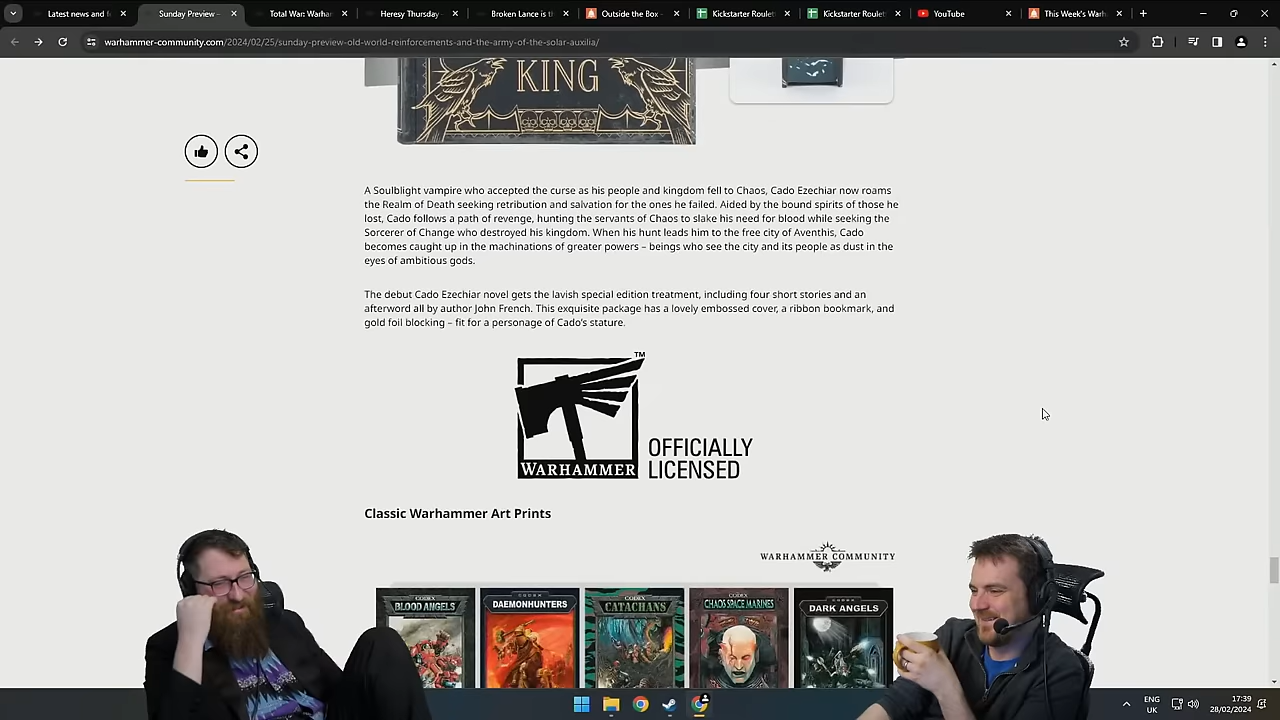 Latest news and f
Sunday Preview –
Total War: Warhar
Heresy Thursday
Broken Lance is th
Outside the Box
Kickstarter Roulet
Kickstarter Roulet
YouTube
This Week's Warh
warhammer-community.com/2024/02/25/sunday-preview-old-world-reinforcements-and-the-army-of-the-solar-auxilia/
KING
A Soulblight vampire who accepted the curse as his people and kingdom fell to Chaos, Cado Ezechiar now roams
the Realm of Death seeking retribution and salvation for the ones he failed. Aided by the bound spirits of those he
lost, Cado follows a path of revenge, hunting the servants of Chaos to slake his need for blood while seeking the
Sorcerer of Change who destroyed his kingdom. When his hunt leads him to the free city of Aventhis, Cado
becomes caught up in the machinations of greater powers – beings who see the city and its people as dust in the
eyes of ambitious gods.
The debut Cado Ezechiar novel gets the lavish special edition treatment, including four short stories and an
afterword all by author John French. This exquisite package has a lovely embossed cover, a ribbon bookmark, and
gold foil blocking – fit for a personage of Cado's stature.
TM
WARHAMMER
OFFICIALLY
LICENSED
Classic Warhammer Art Prints
WARHAMMER COMMUNITY
CODEX
BLOOD ANGELS
CODEX
DAEMONHUNTERS
CODEX
CATACHANS
CODEX
CHAOS SPACE MARINES
CODEX
DARK ANGELS
ENG
UK
17:39
28/02/2024